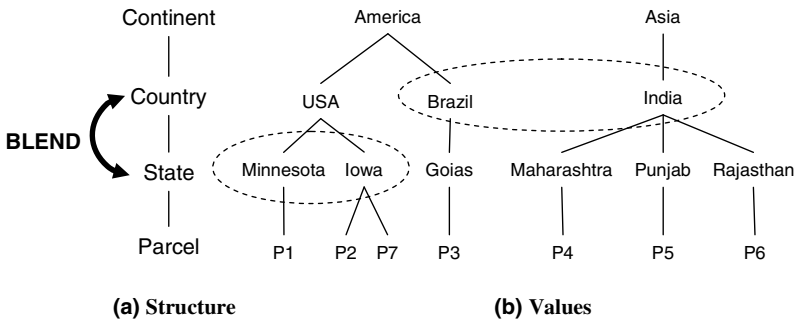 Continent America Asia
Country USA Brazil India
BLEND
State Minnesota Iowa Goias Maharashtra Punjab Rajasthan
Parcel P1 P2 P7 P3 P4 P5 P6
(a) Structure (b) Values